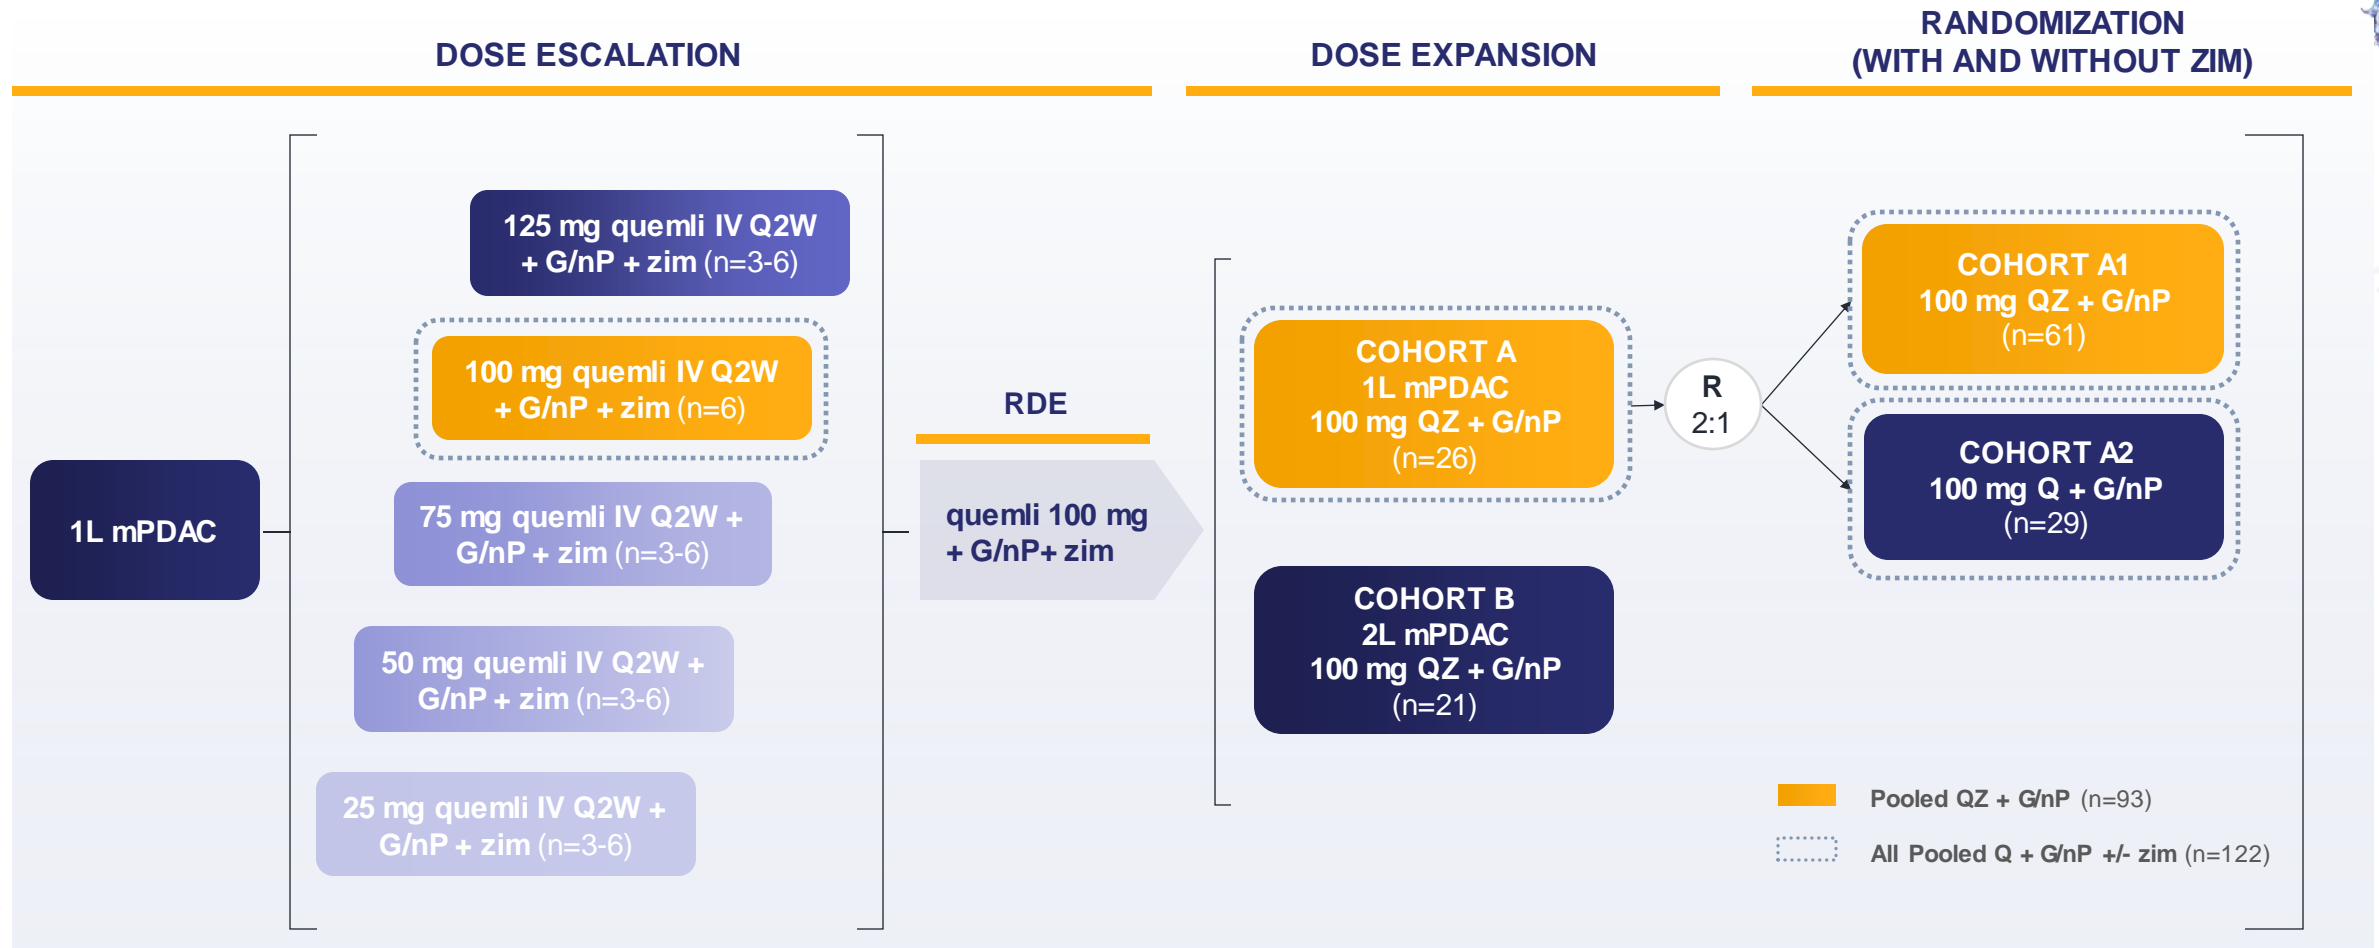 DOSE ESCALATION
DOSE EXPANSION
RANDOMIZATION
(WITH AND WITHOUT ZIM)
1L mPDAC
125 mg quemli IV Q2W
+ G/nP + zim (n=3-6)
100 mg quemli IV Q2W
+ G/nP + zim (n=6)
75 mg quemli IV Q2W +
G/nP + zim (n=3-6)
50 mg quemli IV Q2W +
G/nP + zim (n=3-6)
25 mg quemli IV Q2W +
G/nP + zim (n=3-6)
RDE
quemli 100 mg
+ G/nP+ zim
COHORT A
1L mPDAC
100 mg QZ + G/nP
(n=26)
COHORT B
2L mPDAC
100 mg QZ + G/nP
(n=21)
R
2:1
COHORT A1
100 mg QZ + G/nP
(n=61)
COHORT A2
100 mg Q + G/nP
(n=29)
Pooled QZ + G/nP (n=93)
All Pooled Q + G/nP +/- zim (n=122)